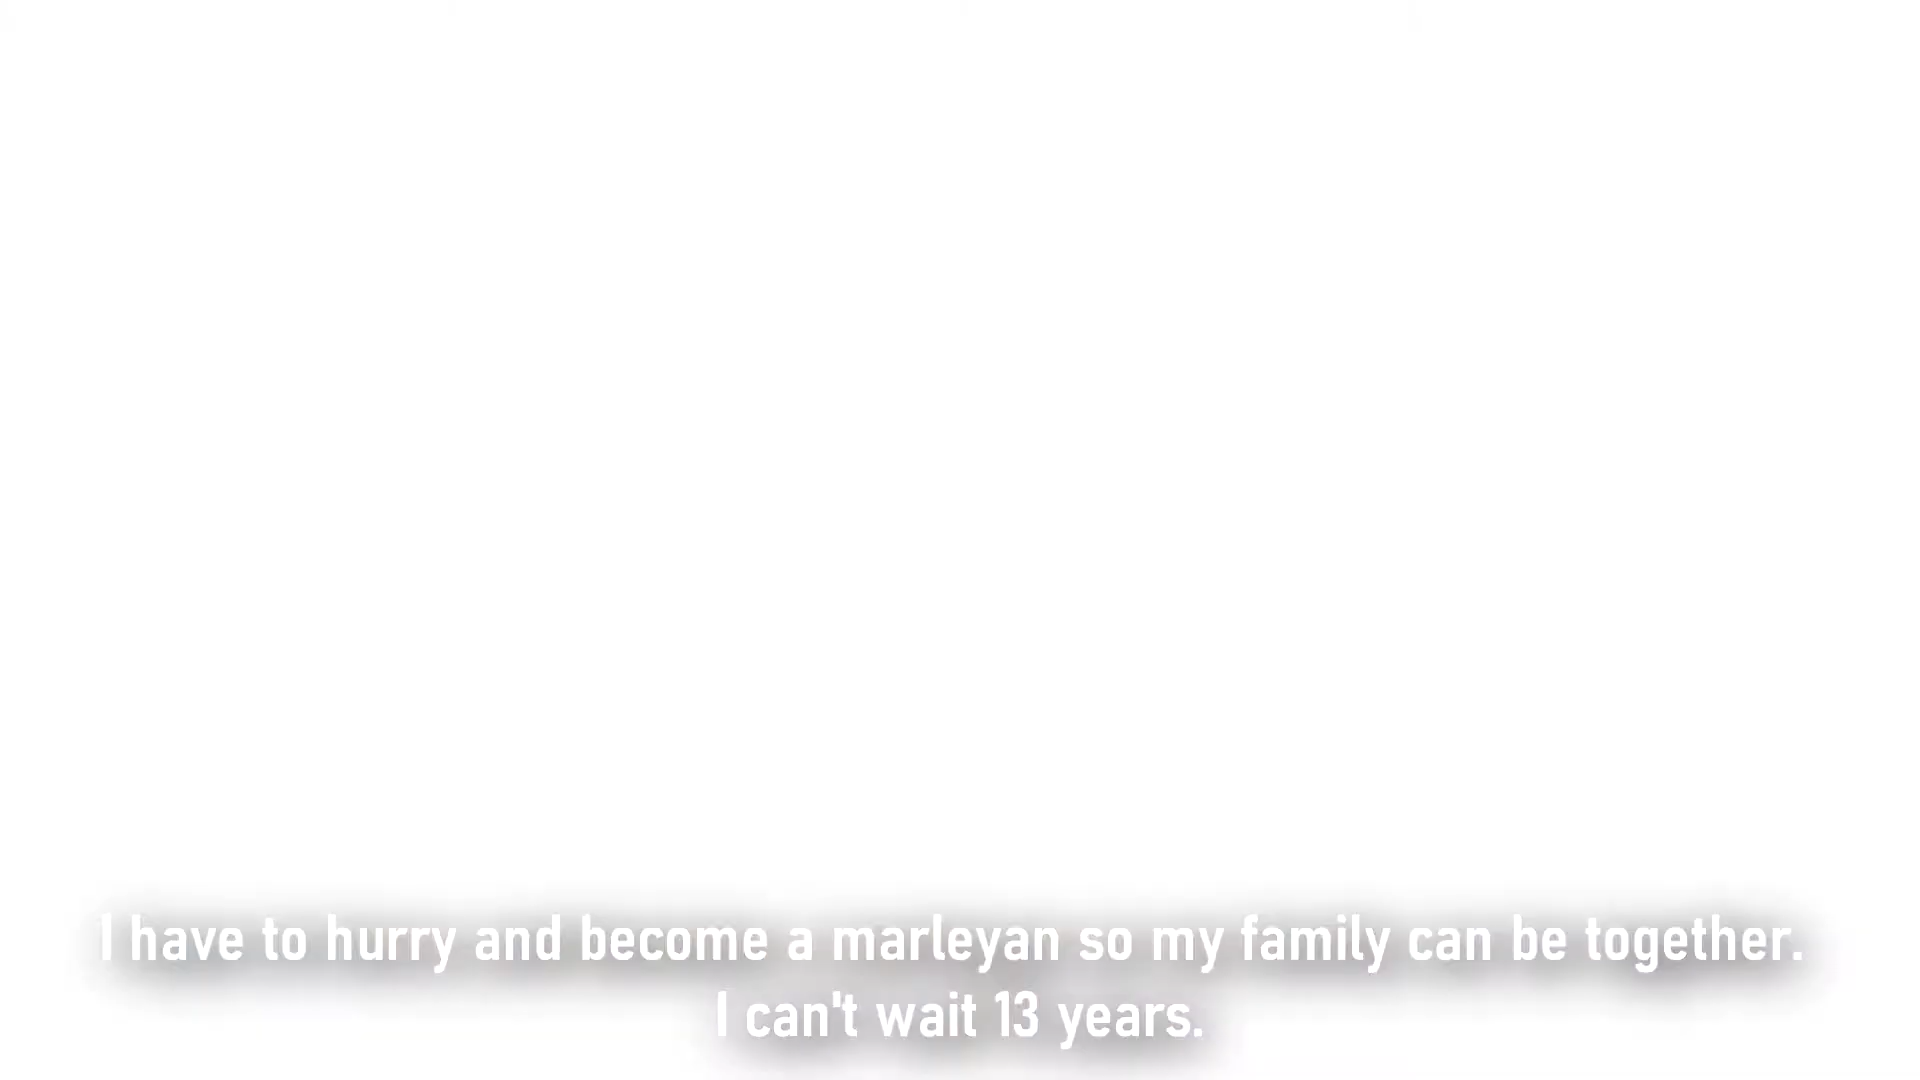 I have to hurry and become a marleyan so my family can be together.
I can't wait 13 years.